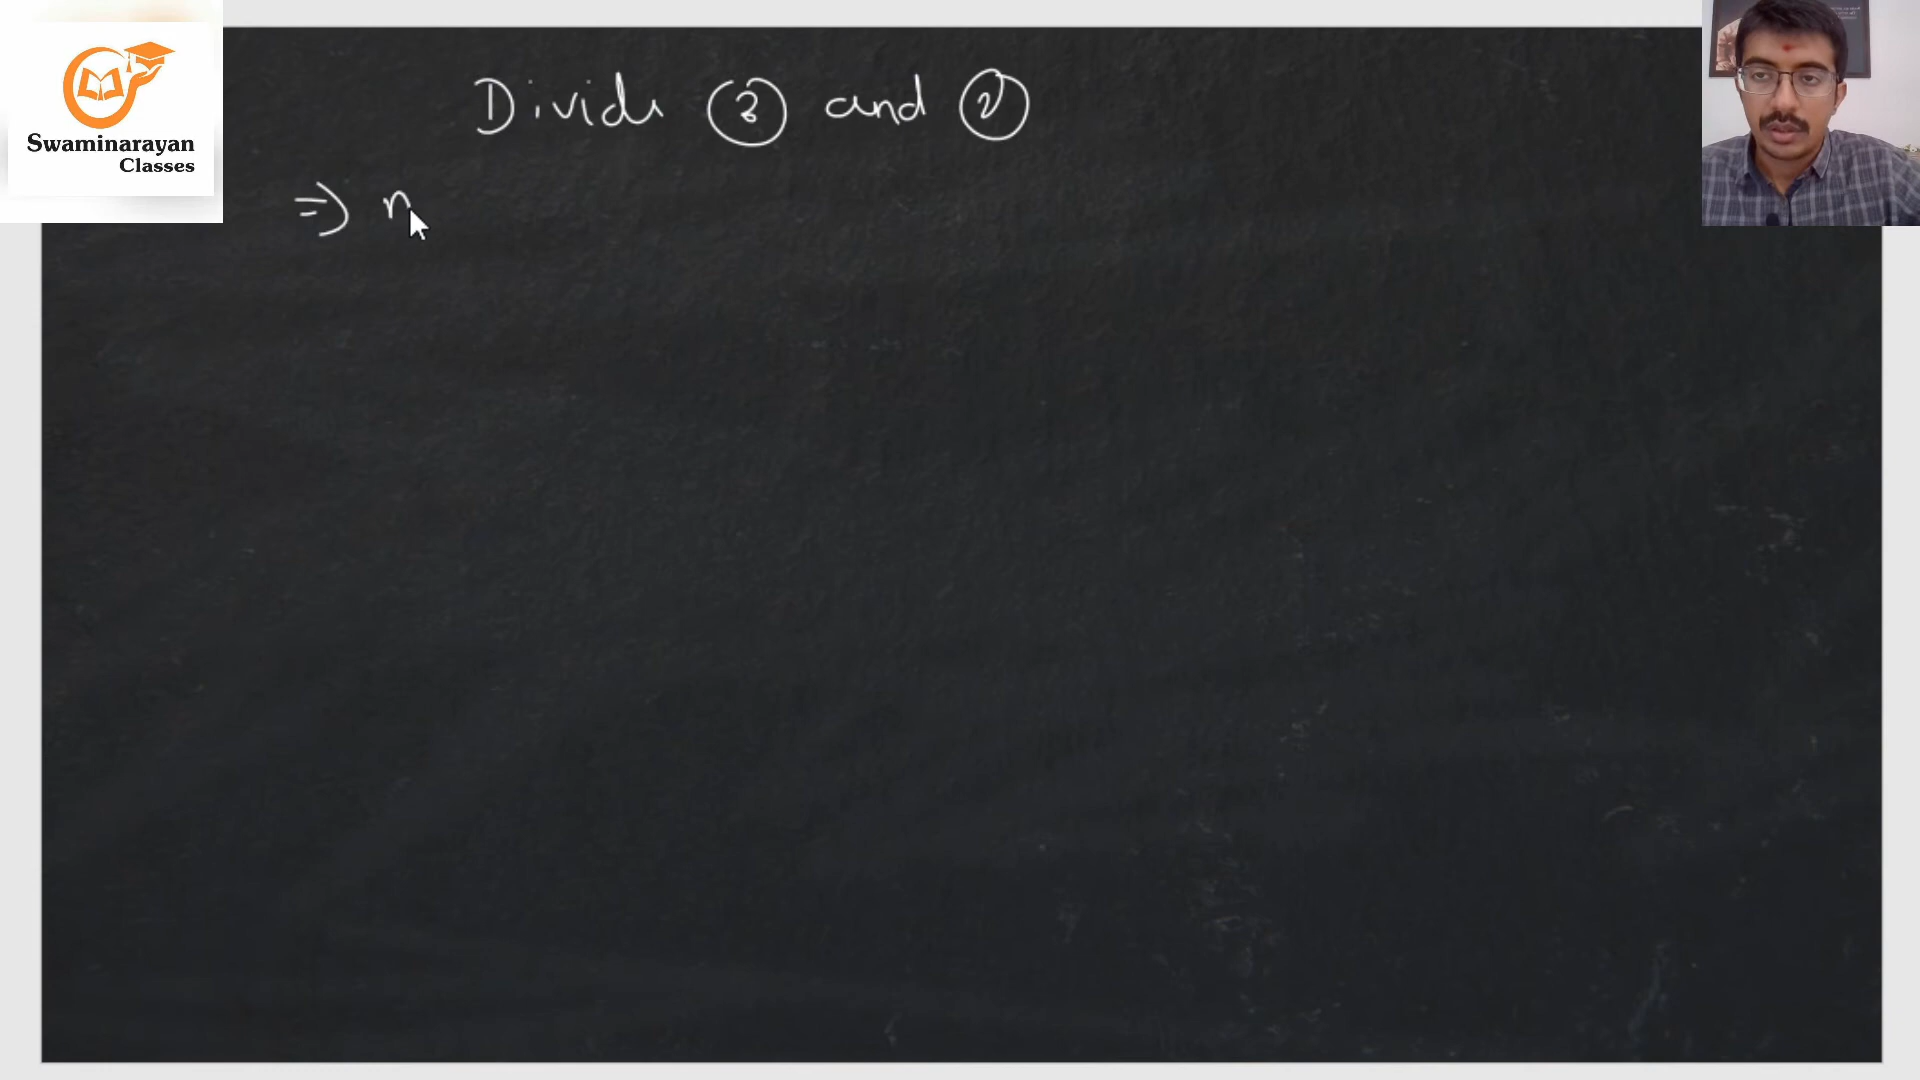 Swaminarayan
Classes
Divide ③ and ②
⇒ n